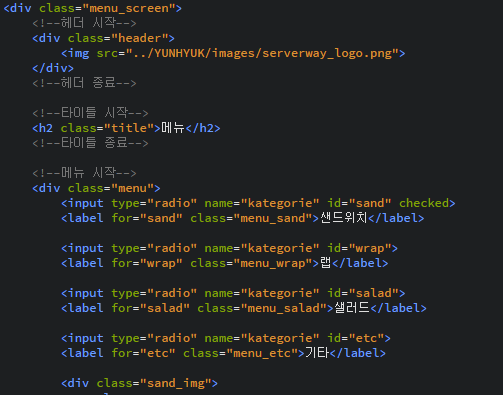 <div class="menu_screen">
<!--헤더 시작-->
<div class="header">
<img src="../YUNHYUK/images/serverway_logo.png">
</div>
<!--헤더 종료-->
<!--타이틀 시작-->
<h2 class="title">메뉴</h2>
<!--타이틀 종료-->
<!--메뉴 시작-->
<div class="menu">
<input type="radio" name="kategorie" id="sand" checked>
<label for="sand" class="menu_sand">샌드위치</label>
<input type="radio" name="kategorie" id="wrap">
<label for="wrap" class="menu_wrap">랩</label>
<input type="radio" name="kategorie" id="salad">
<label for="salad" class="menu_salad">샐러드</label>
<input type="radio" name="kategorie" id="etc">
<label for="etc" class="menu_etc">기타</label>
<div class="sand_img">